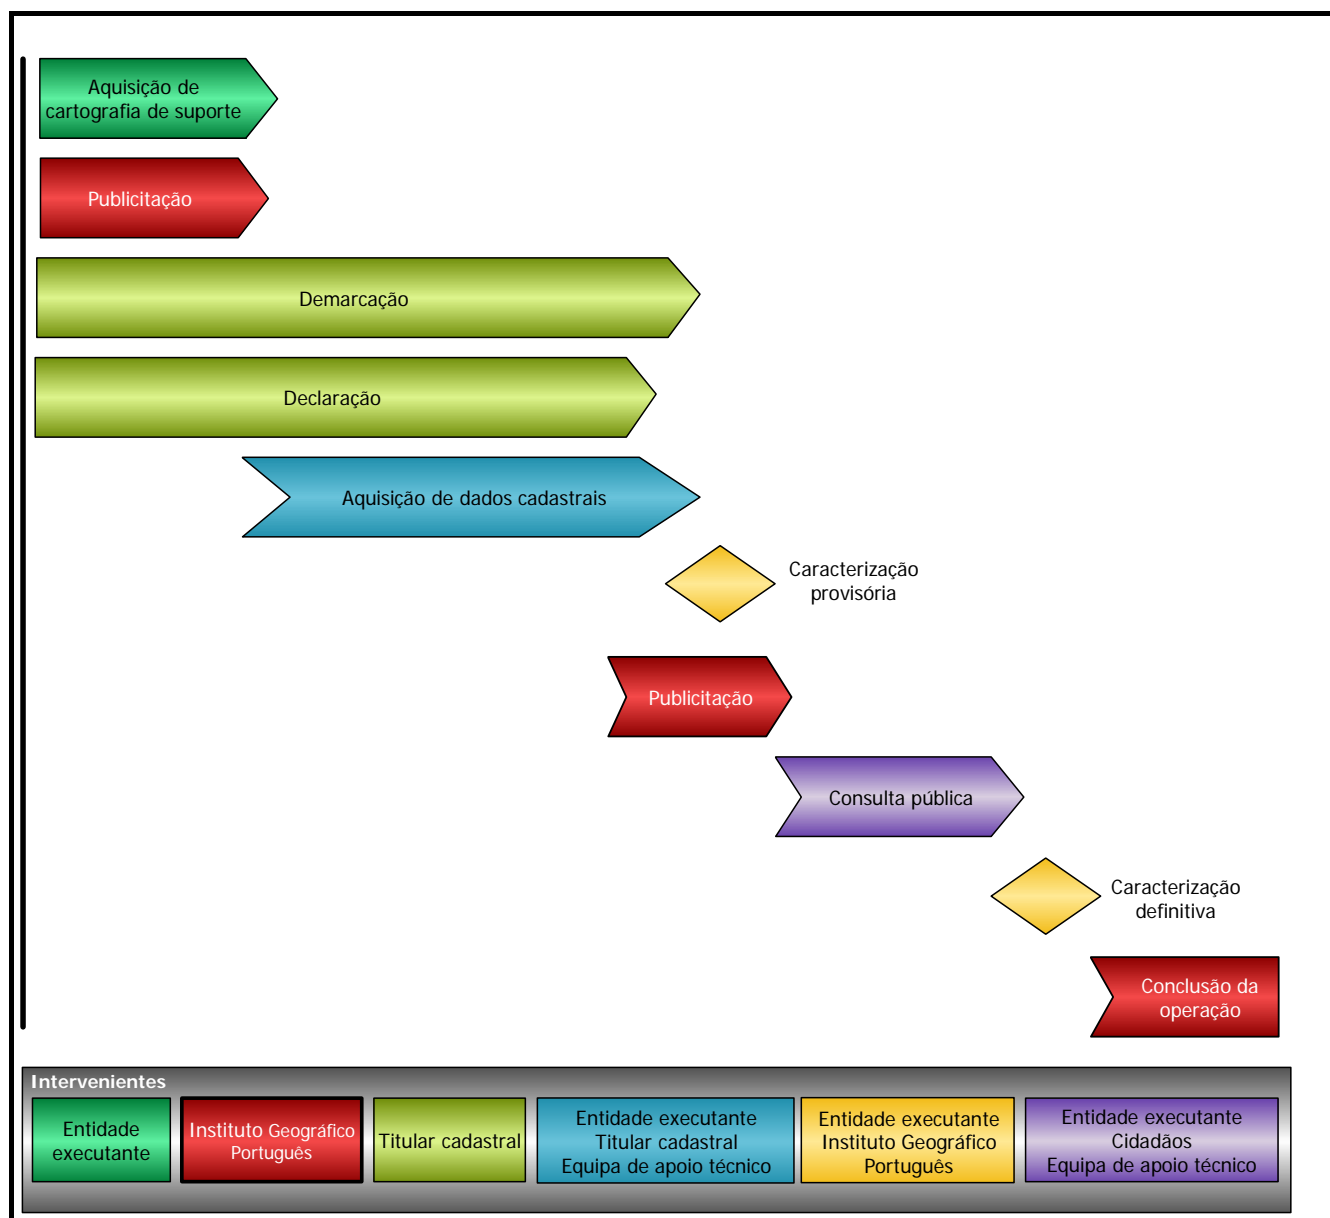 Aquisição de
cartografia de suporte
Publicitação
Demarcação
Declaração
Aquisição de dados cadastrais
Caracterização
provisória
Publicitação
Consulta pública
Caracterização
definitiva
Conclusão da
operação
Intervenientes
Entidade
executante
Instituto Geográfico
Português
Titular cadastral
Entidade executante
Titular cadastral
Equipa de apoio técnico
Entidade executante
Instituto Geográfico
Português
Entidade executante
Cidadãos
Equipa de apoio técnico